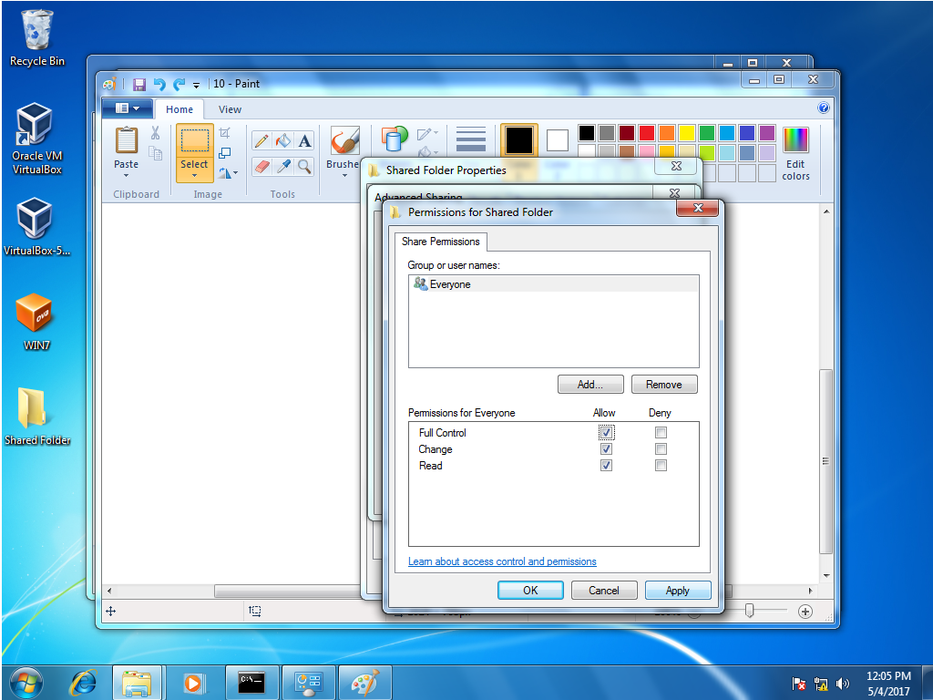 Recycle Bin
Oracle VM
VirtualBox
VirtualBox-5...
OVA
WIN7
Shared Folder
10 - Paint
Home
View
Paste
Select
Brushes
Edit
colors
Clipboard
Image
Tools
Shared Folder Properties
Advanced Sharing
Permissions for Shared Folder
Share Permissions
Group or user names:
Everyone
Add...
Remove
Permissions for Everyone
Allow
Deny
Full Control
Change
Read
Learn about access control and permissions
OK
Cancel
Apply
C:\.
12:05 PM
5/4/2017